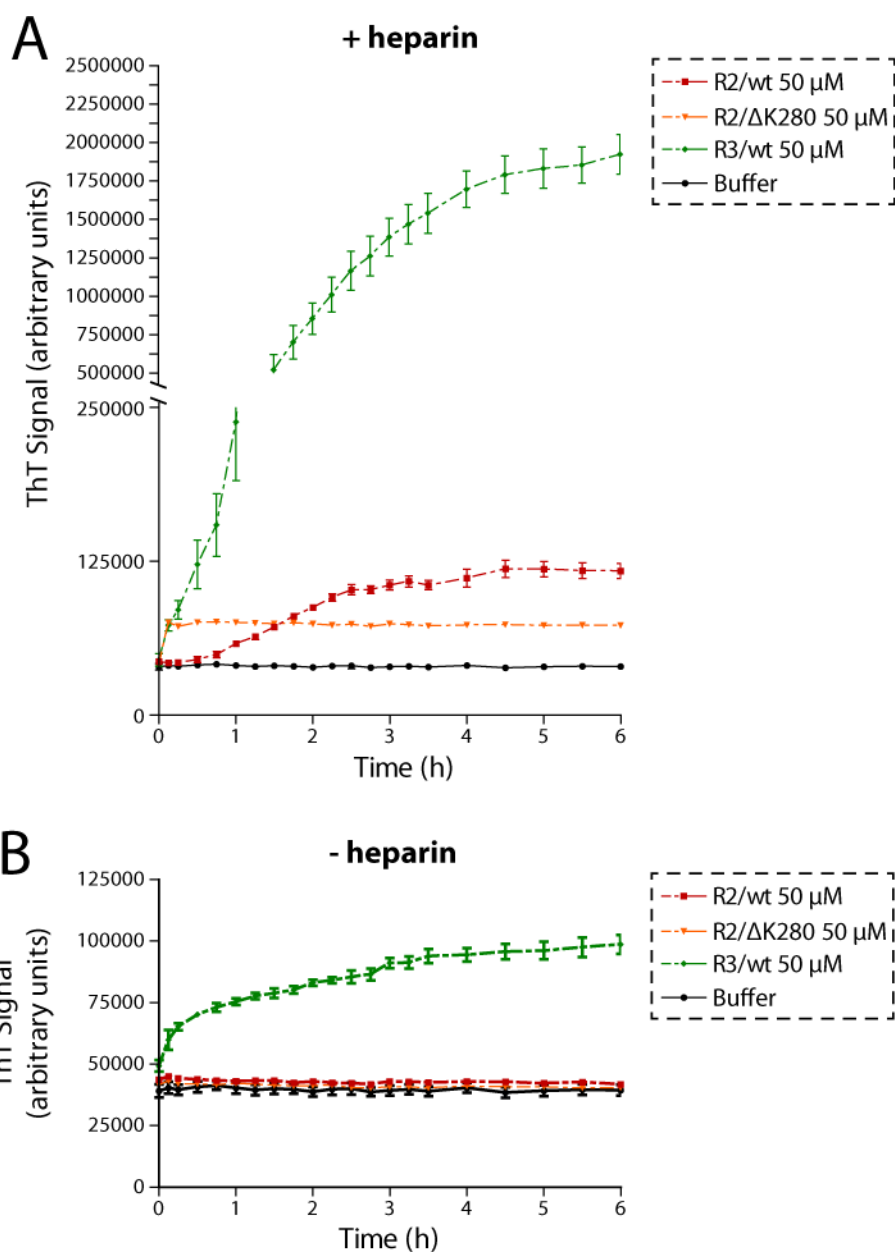 A
+ heparin
ThT Signal (arbitrary units)
2500000
2250000
2000000
1750000
1500000
1250000
1000000
750000
500000
250000
125000
0
0 1 2 3 4 5 6
Time (h)
R2/wt 50 μM
R2/ΔK280 50 μM
R3/wt 50 μM
Buffer
B
- heparin
ThT Signal
(arbitrary units)
125000
100000
75000
50000
25000
0
0 1 2 3 4 5 6
Time (h)
R2/wt 50 μM
R2/ΔK280 50 μM
R3/wt 50 μM
Buffer